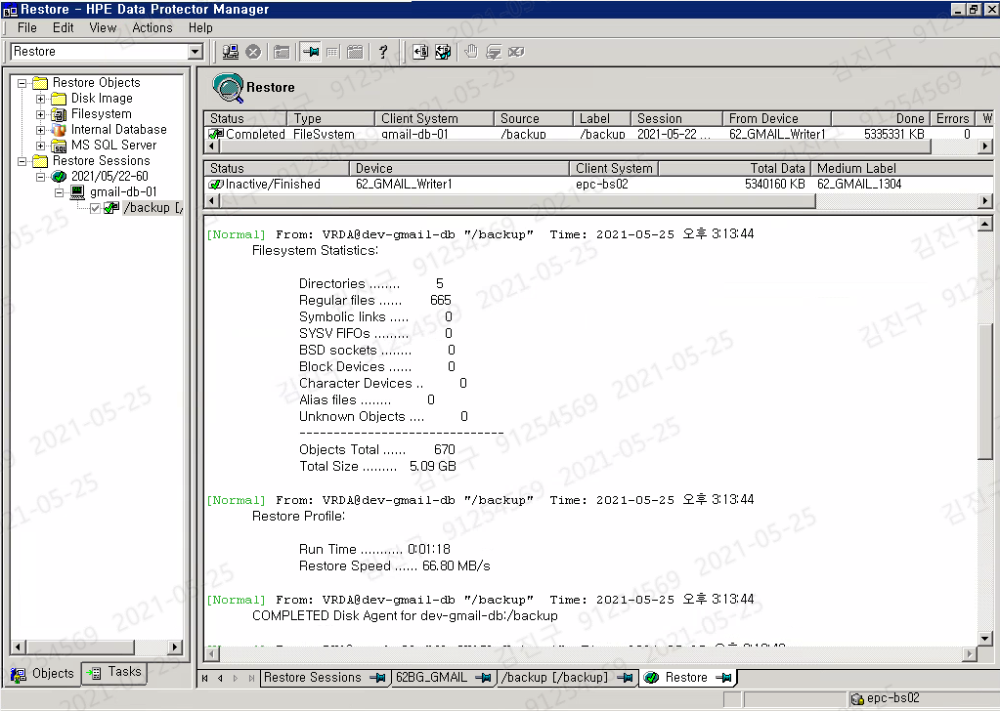 Restore - HPE Data Protector Manager
File Edit View Actions Help
Restore
Restore Objects
Disk Image
Filesystem
Internal Database
MS SQL Server
Restore Sessions
2021/05/22-60
gmail-db-01
/backup [/
Objects Tasks
Restore
Status Type Client System Source Label Session From Device Done Errors W
Completed FileSystem gmail-db-01 /backup /backup 2021-05-22 ... 62_GMAIL_Writer1 5335331 KB 0
Status Device Client System Total Data Medium Label
Inactive/Finished 62_GMAIL_Writer1 epc-bs02 5340160 KB 62_GMAIL_1304
[Normal] From: VRDA@dev-gmail-db "/backup" Time: 2021-05-25 오후 3:13:44
Filesystem Statistics:
Directories ........ 5
Regular files ...... 665
Symbolic links ..... 0
SYSV FIFOs ......... 0
BSD sockets ........ 0
Block Devices ...... 0
Character Devices .. 0
Alias files ........ 0
Unknown Objects .... 0
------------------------------
Objects Total ...... 670
Total Size ......... 5.09 GB
[Normal] From: VRDA@dev-gmail-db "/backup" Time: 2021-05-25 오후 3:13:44
Restore Profile:
Run Time ........... 0:01:18
Restore Speed ...... 66.80 MB/s
[Normal] From: VRDA@dev-gmail-db "/backup" Time: 2021-05-25 오후 3:13:44
COMPLETED Disk Agent for dev-gmail-db:/backup
Restore Sessions 62BG_GMAIL /backup [/backup] Restore
epc-bs02
김진구 91254569 2021-05-25